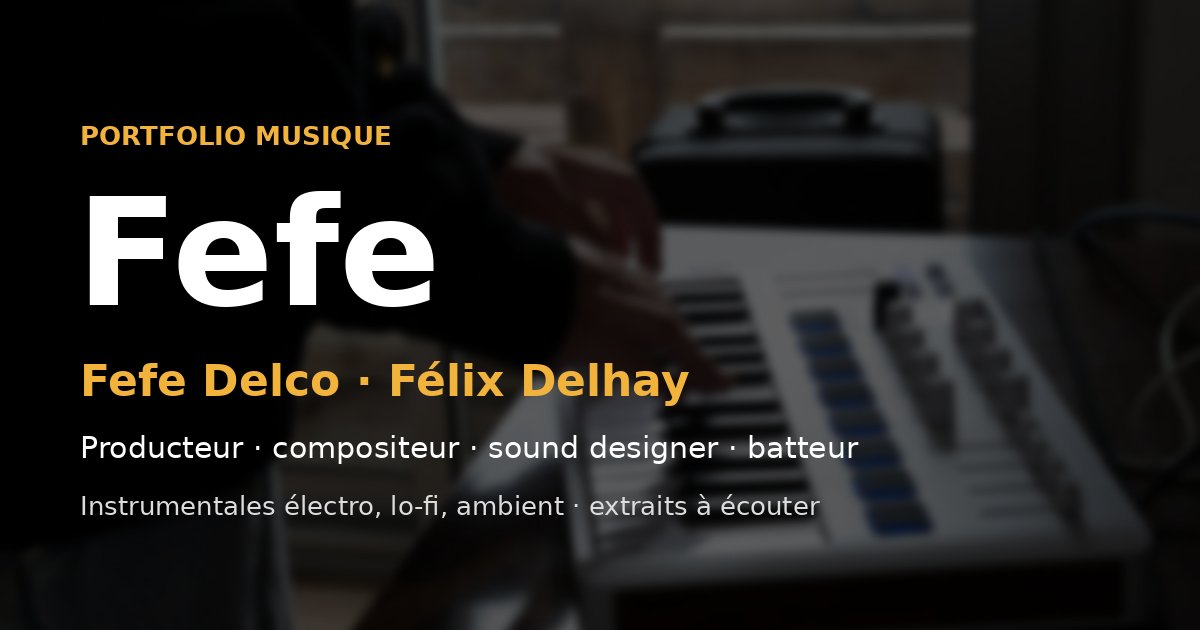 PORTFOLIO MUSIQUE
Fefe
Fefe Delco · Félix Delhay
Producteur · compositeur · sound designer · batteur
Instrumentales électro, lo-fi, ambient · extraits à écouter